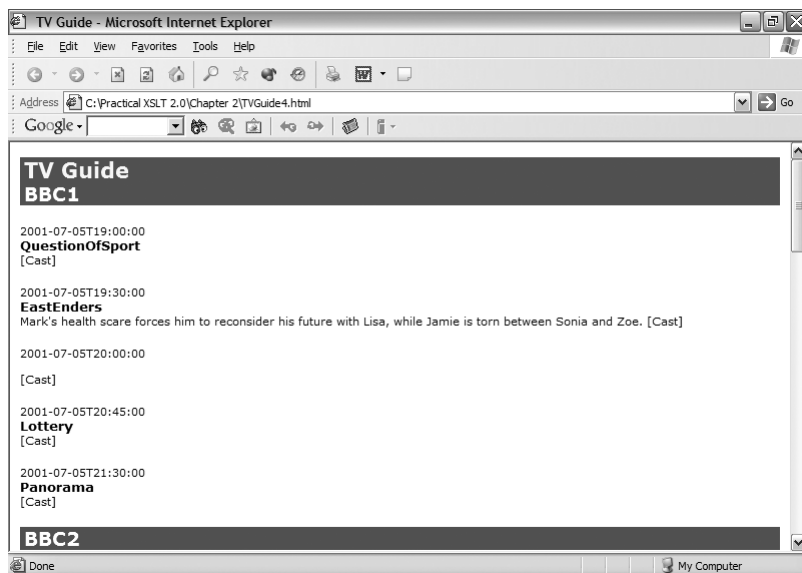 TV Guide - Microsoft Internet Explorer
File Edit View Favorites Tools Help
Address C:\Practical XSLT 2.0\Chapter 2\TVGuide4.html Go
Google
TV Guide
BBC1
2001-07-05T19:00:00
QuestionOfSport
[Cast]
2001-07-05T19:30:00
EastEnders
Mark's health scare forces him to reconsider his future with Lisa, while Jamie is torn between Sonia and Zoe. [Cast]
2001-07-05T20:00:00
[Cast]
2001-07-05T20:45:00
Lottery
[Cast]
2001-07-05T21:30:00
Panorama
[Cast]
BBC2
Done My Computer